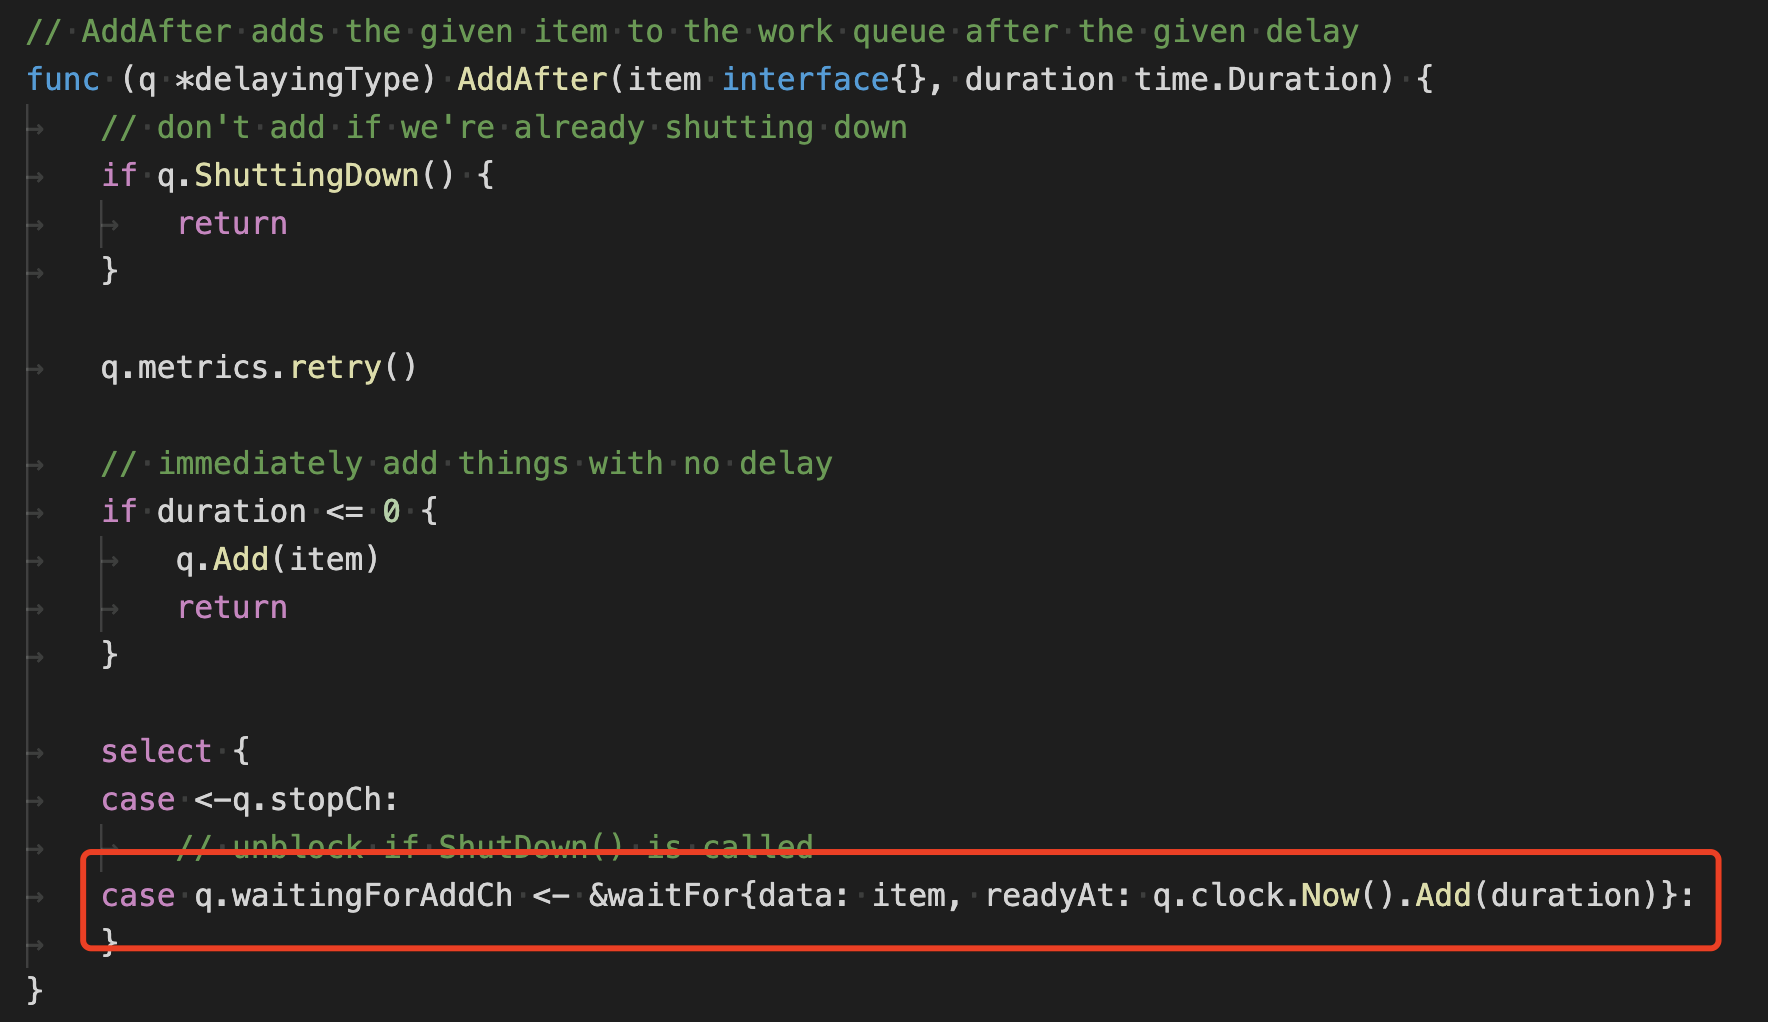 // AddAfter adds the given item to the work queue after the given delay
func (q *delayingType) AddAfter(item interface{}, duration time.Duration) {
// don't add if we're already shutting down
if q.ShuttingDown() {
return
}
q.metrics.retry()
// immediately add things with no delay
if duration <= 0 {
q.Add(item)
return
}
select {
case <-q.stopCh:
// unblock if ShutDown() is called
case q.waitingForAddCh <- &waitFor{data: item, readyAt: q.clock.Now().Add(duration)}:
}
}